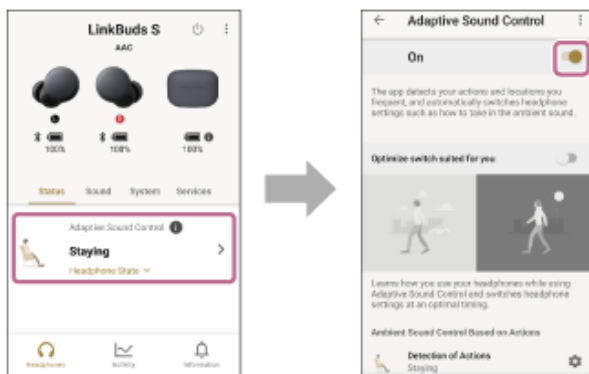 LinkBuds S
AAC
L
R
100%
100%
100%
Status Sound System Services
Adaptive Sound Control
Staying
Headphone State
Headphones Activity Information
Adaptive Sound Control
On
The app detects your actions and locations you
frequent, and automatically switches headphone
settings such as how to take in the ambient sound.
Optimize switch suited for you
Learns how you use your headphones while using
Adaptive Sound Control and switches headphone
settings at an optimal timing.
Ambient Sound Control Based on Actions
Detection of Actions
Staying